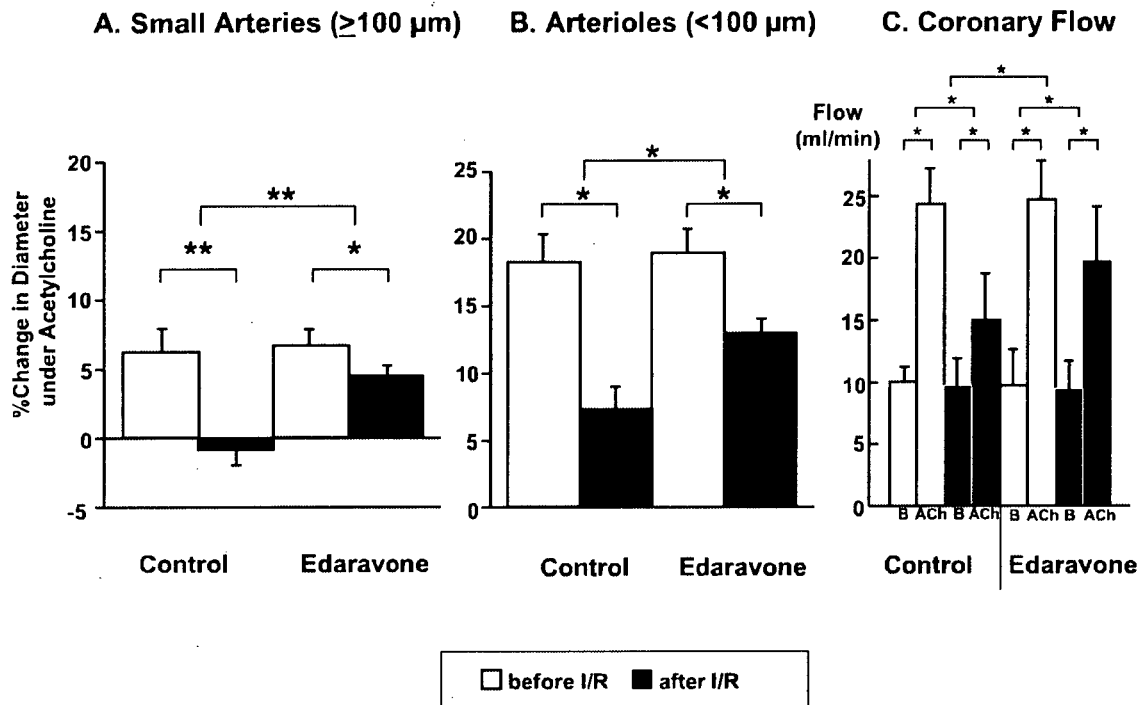 A. Small Arteries (≥100 µm)
B. Arterioles (<100 µm)
C. Coronary Flow
%Change in Diameter
under Acetylcholine
20
15
10
5
0
-5
**
**
*
Control
Edaravone
25
20
15
10
5
0
*
*
*
Control
Edaravone
Flow
(ml/min)
25
20
15
10
5
0
*
*
*
*
*
*
*
B ACh B ACh B ACh B ACh
Control
Edaravone
before I/R
after I/R